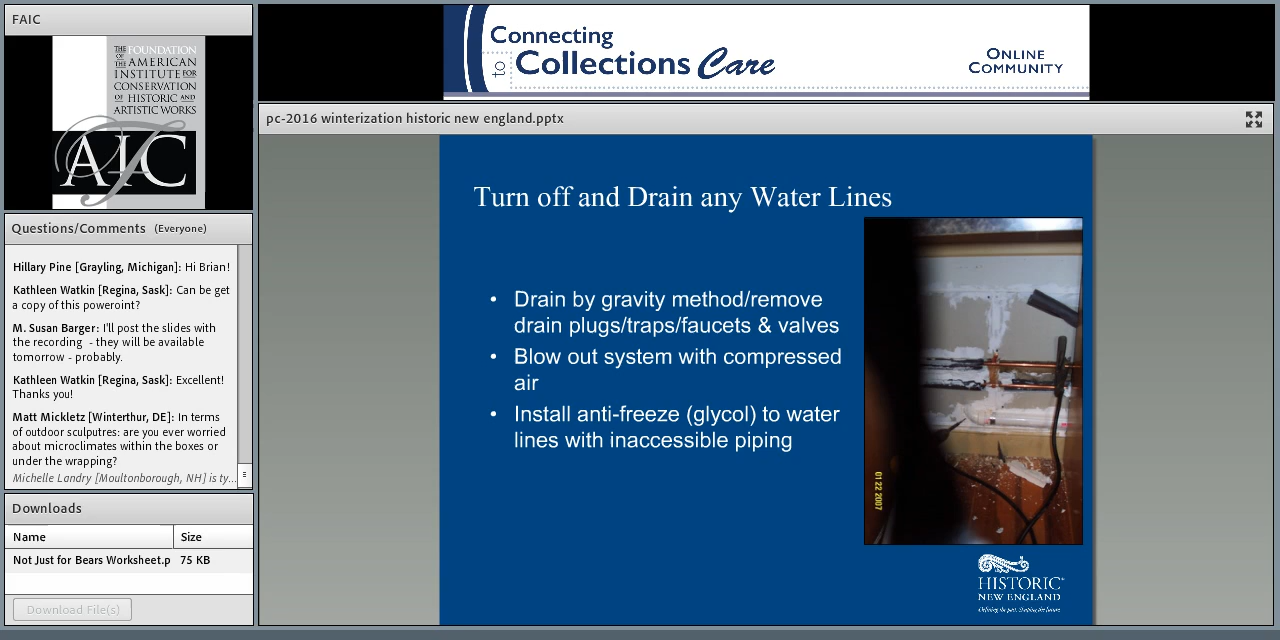 FAIC
THE FOUNDATION
OF THE AMERICAN
INSTITUTE FOR
CONSERVATION
OF HISTORIC AND
ARTISTIC WORKS
AIC
Questions/Comments (Everyone)
Hillary Pine [Grayling, Michigan]: Hi Brian!
Kathleen Watkin [Regina, Sask]: Can be get
a copy of this poweroint?
M. Susan Barger: I'll post the slides with
the recording - they will be available
tomorrow - probably.
Kathleen Watkin [Regina, Sask]: Excellent!
Thanks you!
Matt Mickletz [Winterthur, DE]: In terms
of outdoor sculputres: are you ever worried
about microclimates within the boxes or
under the wrapping?
Michelle Landry [Moultonborough, NH] is ty...
Downloads
Name Size
Not Just for Bears Worksheet.p 75 KB
Download File(s)
Connecting
to Collections Care
ONLINE
COMMUNITY
pc-2016 winterization historic new england.pptx
Turn off and Drain any Water Lines
• Drain by gravity method/remove
drain plugs/traps/faucets & valves
• Blow out system with compressed
air
• Install anti-freeze (glycol) to water
lines with inaccessible piping
01 22 2007
HISTORIC
NEW ENGLAND
Defining the past. Shaping the future.